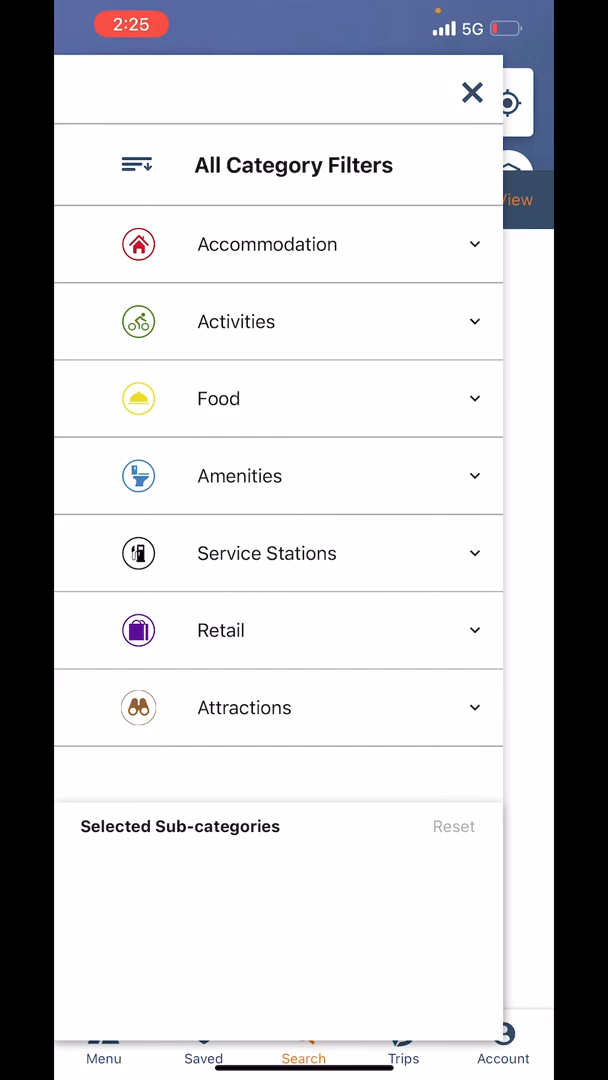 2:25
5G
All Category Filters
View
Accommodation
Activities
Food
Amenities
Service Stations
Retail
Attractions
Selected Sub-categories
Reset
Menu
Saved
Search
Trips
Account